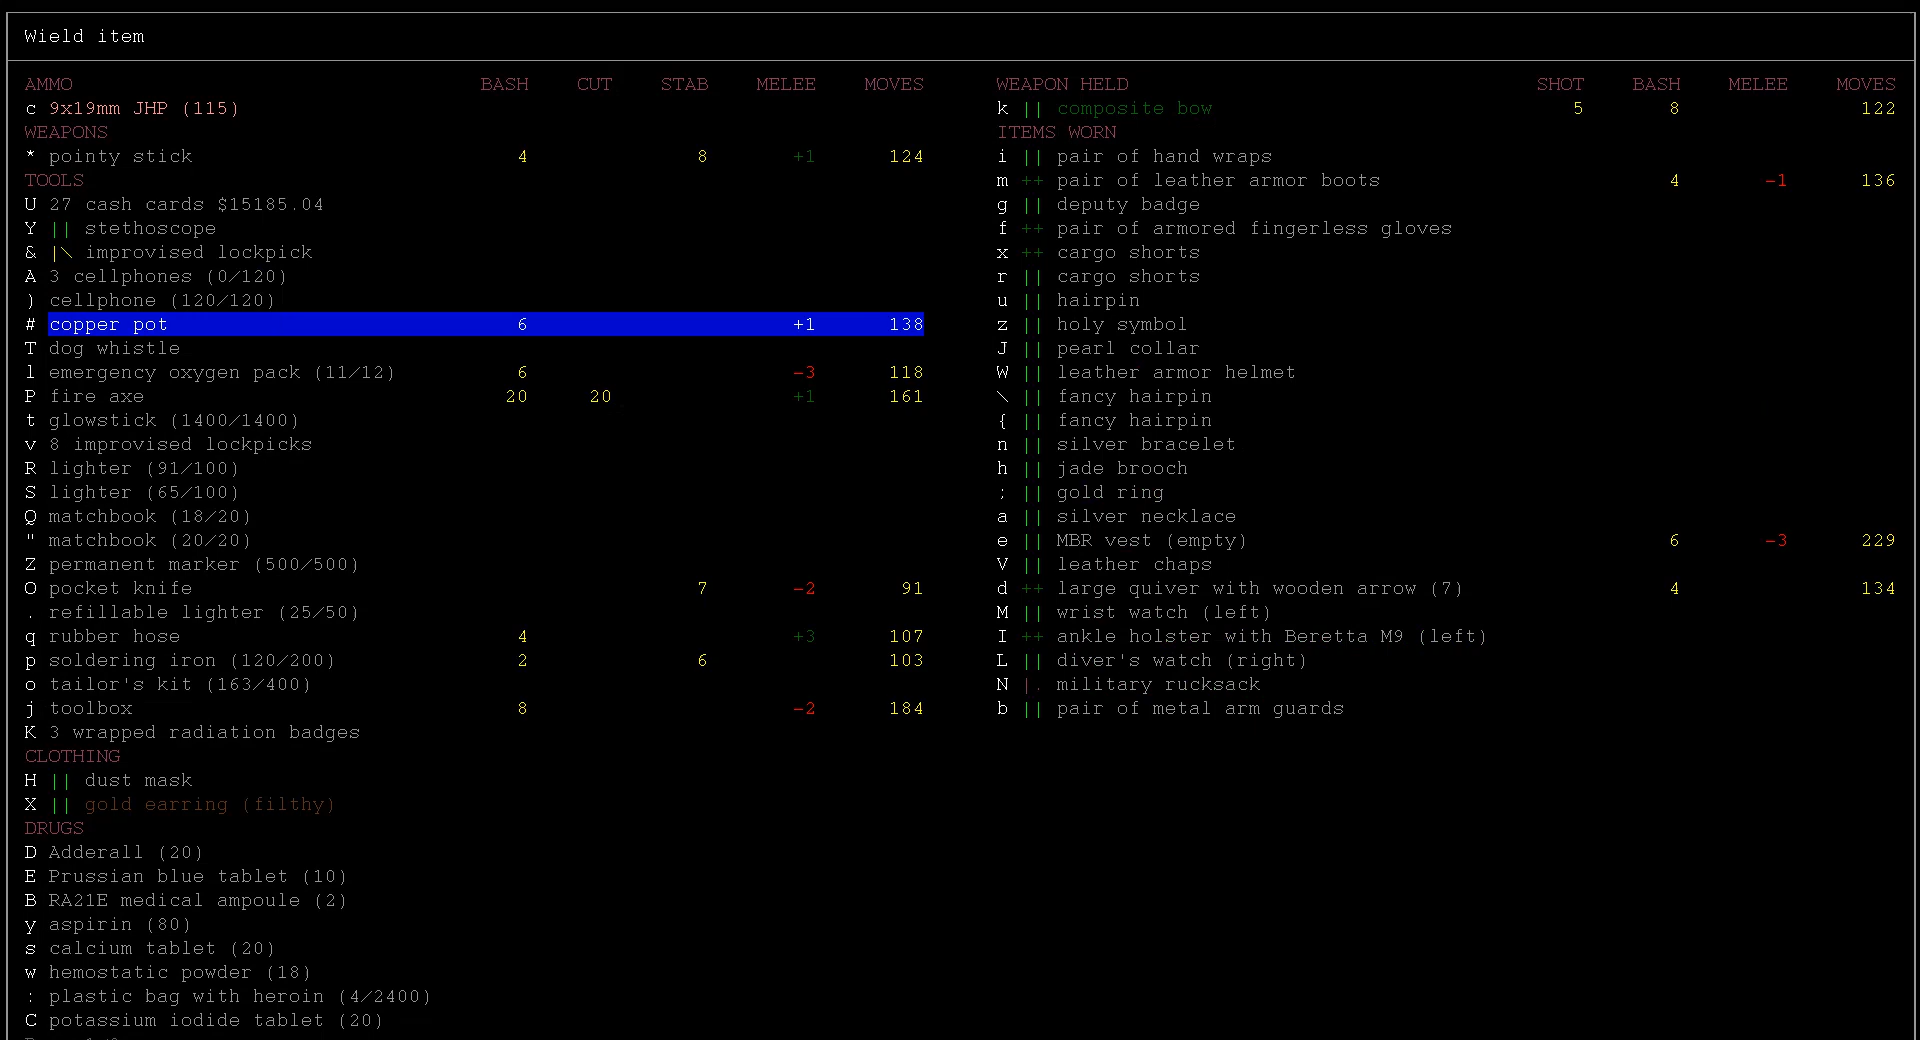 Wield item
AMMO BASH CUT STAB MELEE MOVES
c 9x19mm JHP (115)
WEAPONS
* pointy stick 4 8 +1 124
TOOLS
U 27 cash cards $15185.04
Y || stethoscope
& |\ improvised lockpick
A 3 cellphones (0/120)
) cellphone (120/120)
# copper pot 6 +1 138
T dog whistle
l emergency oxygen pack (11/12) 6 -3 118
P fire axe 20 20 +1 161
t glowstick (1400/1400)
v 8 improvised lockpicks
R lighter (91/100)
S lighter (65/100)
Q matchbook (18/20)
" matchbook (20/20)
Z permanent marker (500/500)
O pocket knife 7 -2 91
. refillable lighter (25/50)
q rubber hose 4 +3 107
p soldering iron (120/200) 2 6 103
o tailor's kit (163/400)
j toolbox 8 -2 184
K 3 wrapped radiation badges
CLOTHING
H || dust mask
X || gold earring (filthy)
DRUGS
D Adderall (20)
E Prussian blue tablet (10)
B RA21E medical ampoule (2)
y aspirin (80)
s calcium tablet (20)
w hemostatic powder (18)
: plastic bag with heroin (4/2400)
C potassium iodide tablet (20)
WEAPON HELD SHOT BASH MELEE MOVES
k || composite bow 5 8 122
ITEMS WORN
i || pair of hand wraps
m ++ pair of leather armor boots 4 -1 136
g || deputy badge
f ++ pair of armored fingerless gloves
x ++ cargo shorts
r || cargo shorts
u || hairpin
z || holy symbol
J || pearl collar
W || leather armor helmet
\ || fancy hairpin
{ || fancy hairpin
n || silver bracelet
h || jade brooch
; || gold ring
a || silver necklace
e || MBR vest (empty) 6 -3 229
V || leather chaps
d ++ large quiver with wooden arrow (7) 4 134
M || wrist watch (left)
I ++ ankle holster with Beretta M9 (left)
L || diver's watch (right)
N |. military rucksack
b || pair of metal arm guards